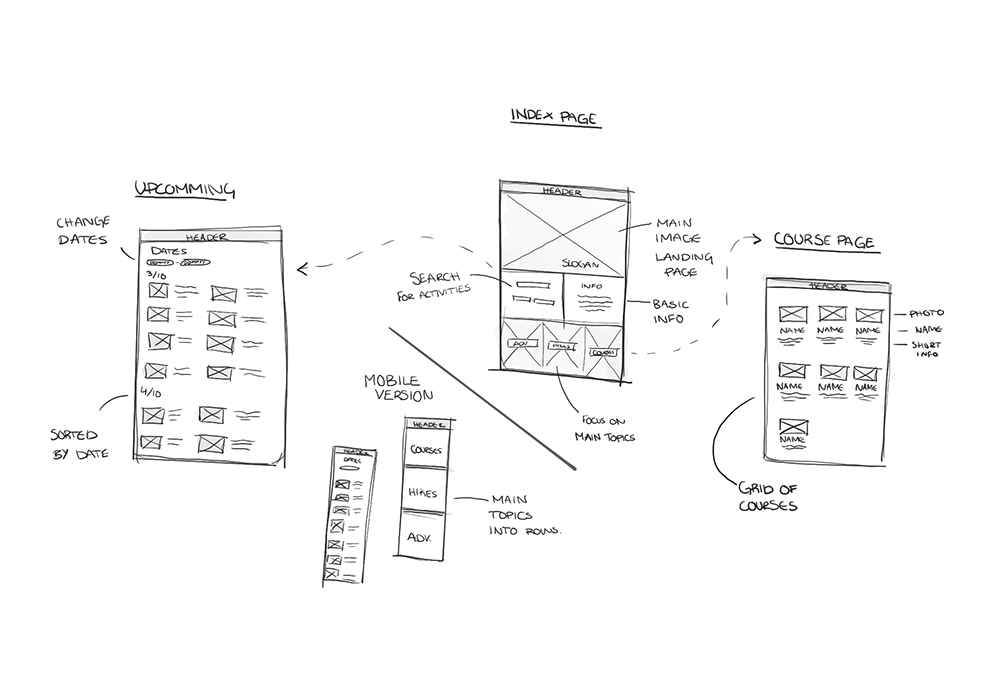 INDEX PAGE
HEADER
SLOGAN
INFO
ADV.
HIKES
COURSES
MAIN
IMAGE
LANDING
PAGE
SEARCH
FOR ACTIVITIES
BASIC
INFO
FOCUS ON
MAIN TOPICS
UPCOMMING
CHANGE
DATES
HEADER
DATES
3/10
4/10
SORTED
BY DATE
MOBILE
VERSION
HEADER
DATES
HEADER
COURSES
HIKES
ADV.
MAIN
TOPICS
INTO ROWS.
COURSE PAGE
HEADER
NAME NAME NAME
NAME NAME NAME
NAME
PHOTO
NAME
SHORT
INFO
GRID OF
COURSES